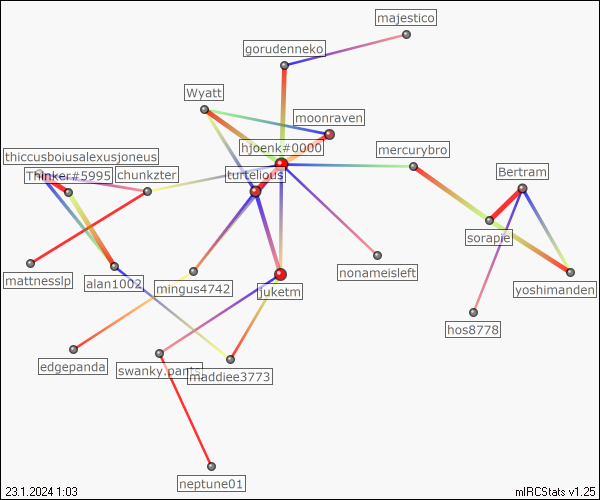 majestico
gorudenneko
Wyatt
moonraven
hjoenk#0000
mercurybro
thiccusboiusalexusjoneus
Thinker#5995
chunkzter
turtelious
Bertram
sorapie
mattnesslp
alan1002
mingus4742
juketm
nonameisleft
yoshimanden
hos8778
edgepanda
swanky.pants
maddiee3773
neptune01
23.1.2024 1:03
mIRCStats v1.25